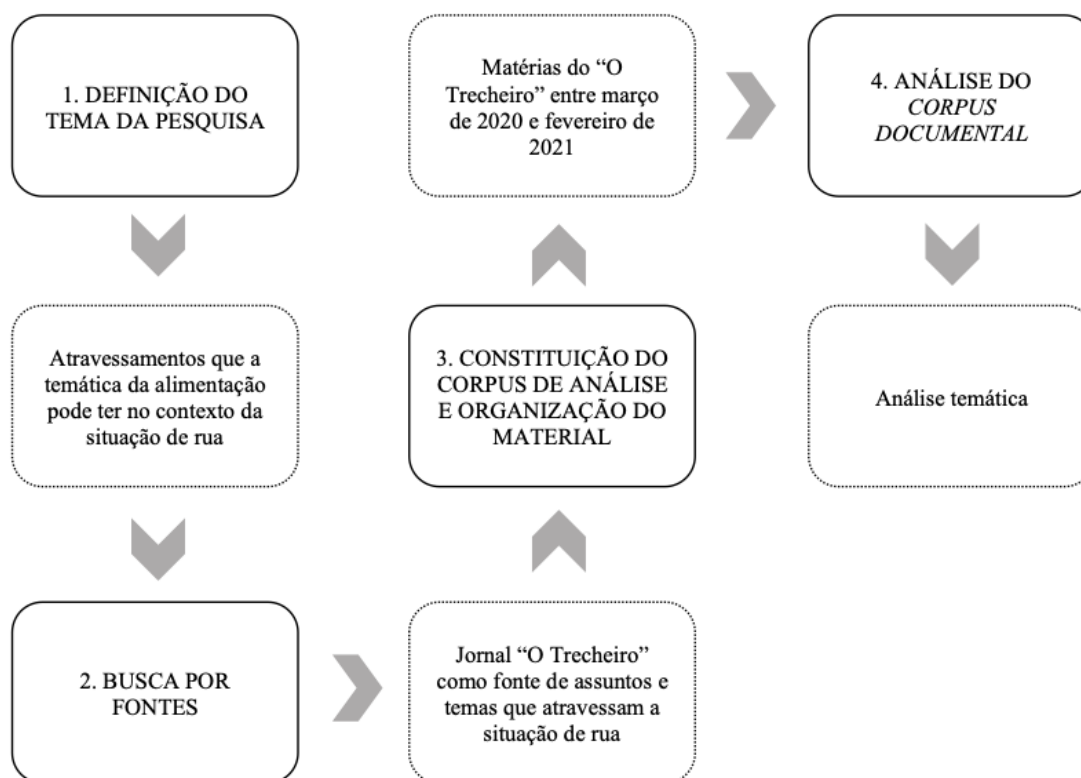 1. DEFINIÇÃO DO
TEMA DA PESQUISA
Atravessamentos que a
temática da alimentação
pode ter no contexto da
situação de rua
2. BUSCA POR
FONTES
Jornal “O Trecheiro”
como fonte de assuntos e
temas que atravessam a
situação de rua
3. CONSTITUIÇÃO DO
CORPUS DE ANÁLISE
E ORGANIZAÇÃO DO
MATERIAL
Matérias do “O
Trecheiro” entre março
de 2020 e fevereiro de
2021
4. ANÁLISE DO
CORPUS
DOCUMENTAL
Análise temática